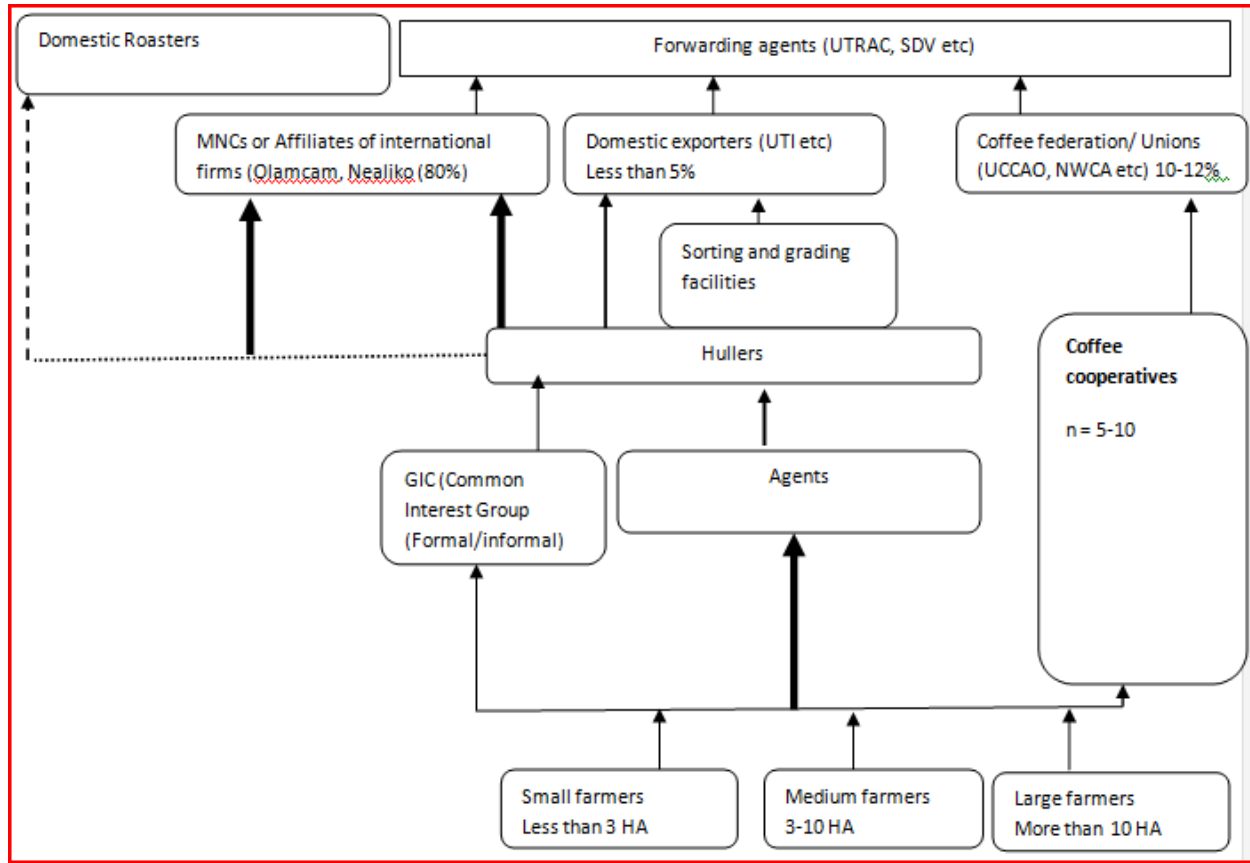 Domestic Roasters
Forwarding agents (UTRAC, SDV etc)
MNCs or Affiliates of international
firms (Olamcam, Nealiko (80%)
Domestic exporters (UTI etc)
Less than 5%
Coffee federation/ Unions
(UCCAO, NWCA etc) 10-12%
Sorting and grading
facilities
Hullers
Coffee
cooperatives
n = 5-10
GIC (Common
Interest Group
(Formal/informal)
Agents
Small farmers
Less than 3 HA
Medium farmers
3-10 HA
Large farmers
More than 10 HA